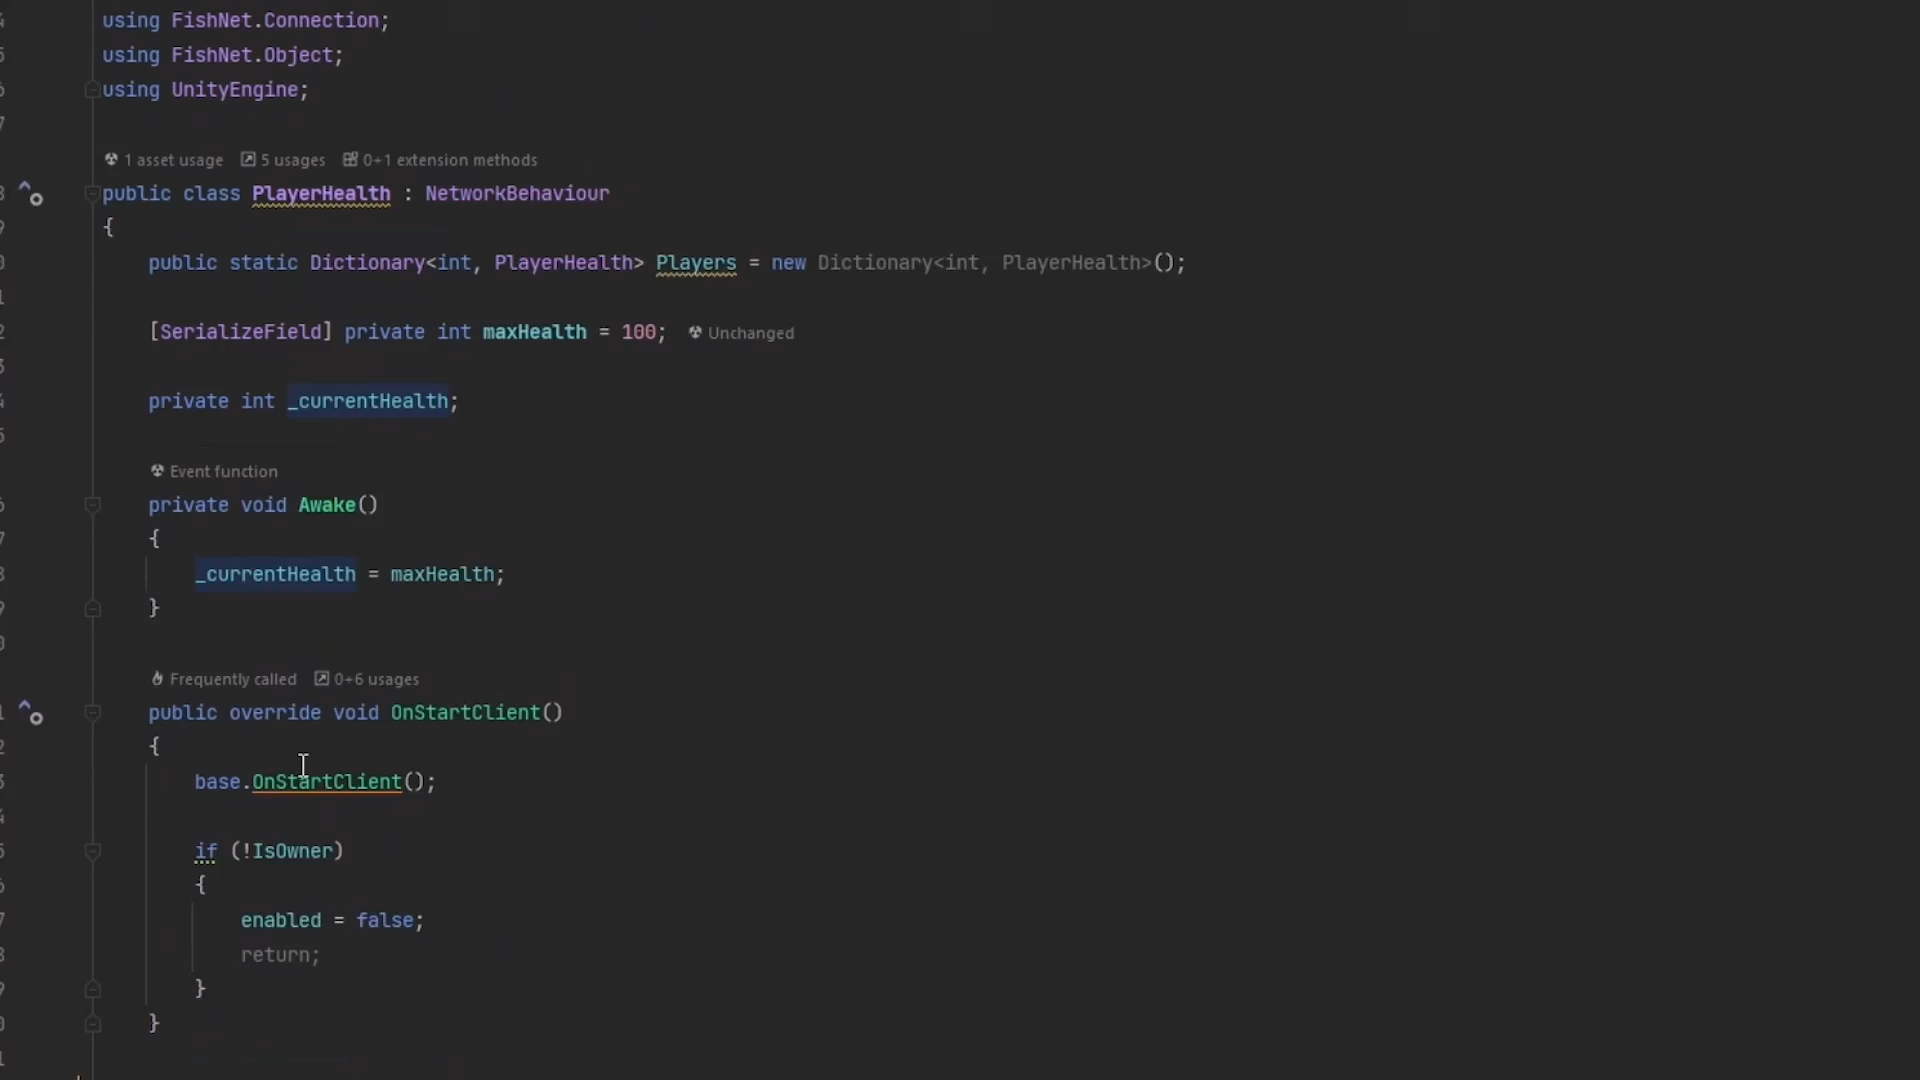 using FishNet.Connection;
using FishNet.Object;
using UnityEngine;
1 asset usage 5 usages 0+1 extension methods
public class PlayerHealth : NetworkBehaviour
{
public static Dictionary<int, PlayerHealth> Players = new Dictionary<int, PlayerHealth>();
[SerializeField] private int maxHealth = 100; Unchanged
private int _currentHealth;
Event function
private void Awake()
{
_currentHealth = maxHealth;
}
Frequently called 0+6 usages
public override void OnStartClient()
{
base.OnStartClient();
if (!IsOwner)
{
enabled = false;
return;
}
}